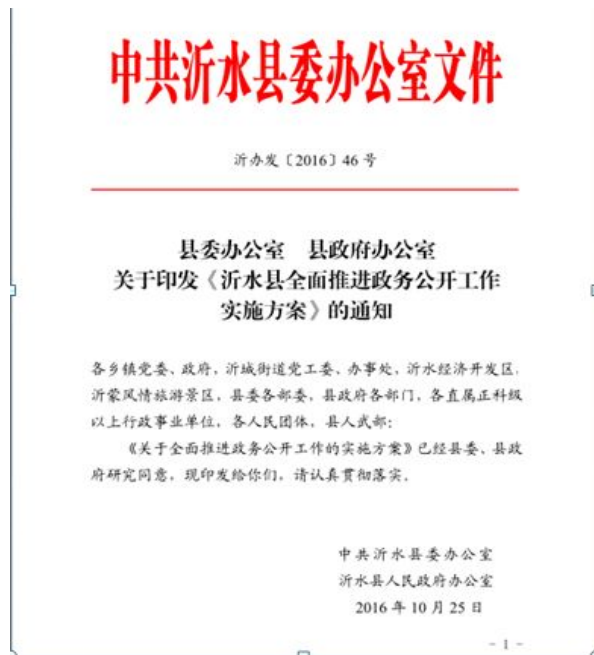 中共沂水县委办公室文件
沂办发〔2016〕46号
县委办公室　县政府办公室
关于印发《沂水县全面推进政务公开工作
实施方案》的通知
各乡镇党委、政府，沂城街道党工委、办事处，沂水经济开发区，
沂蒙风情旅游景区，县委各部委，县政府各部门，各直属正科级
以上行政事业单位，各人民团体，县人武部：
《关于全面推进政务公开工作的实施方案》已经县委、县政
府研究同意，现印发给你们，请认真贯彻落实。
中共沂水县委办公室
沂水县人民政府办公室
2016年10月25日
- 1 -